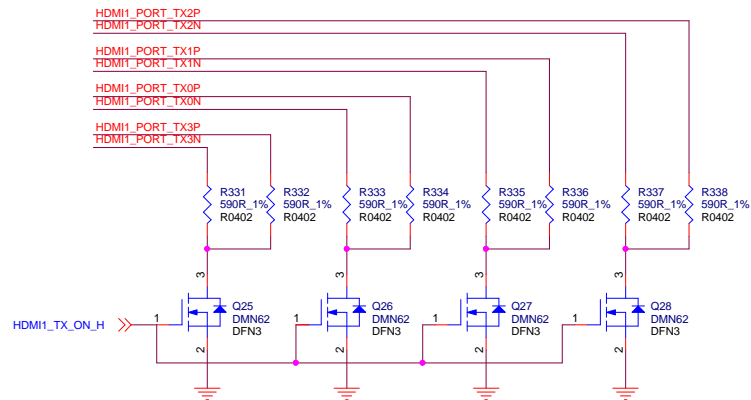 HDMI1_PORT_TX2P
HDMI1_PORT_TX2N
HDMI1_PORT_TX1P
HDMI1_PORT_TX1N
HDMI1_PORT_TX0P
HDMI1_PORT_TX0N
HDMI1_PORT_TX3P
HDMI1_PORT_TX3N
R331
590R_1%
R0402
R332
590R_1%
R0402
R333
590R_1%
R0402
R334
590R_1%
R0402
R335
590R_1%
R0402
R336
590R_1%
R0402
R337
590R_1%
R0402
R338
590R_1%
R0402
HDMI1_TX_ON_H
1
3
2
Q25
DMN62
DFN3
1
3
2
Q26
DMN62
DFN3
1
3
2
Q27
DMN62
DFN3
1
3
2
Q28
DMN62
DFN3